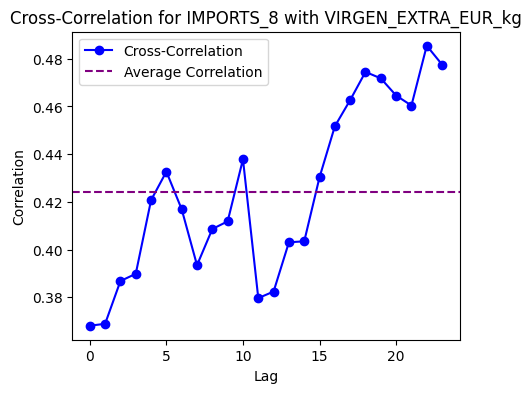 Cross-Correlation for IMPORTS_8 with VIRGEN_EXTRA_EUR_kg
Cross-Correlation
Average Correlation
0.48
0.46
0.44
0.42
0.40
0.38
Correlation
0 5 10 15 20
Lag